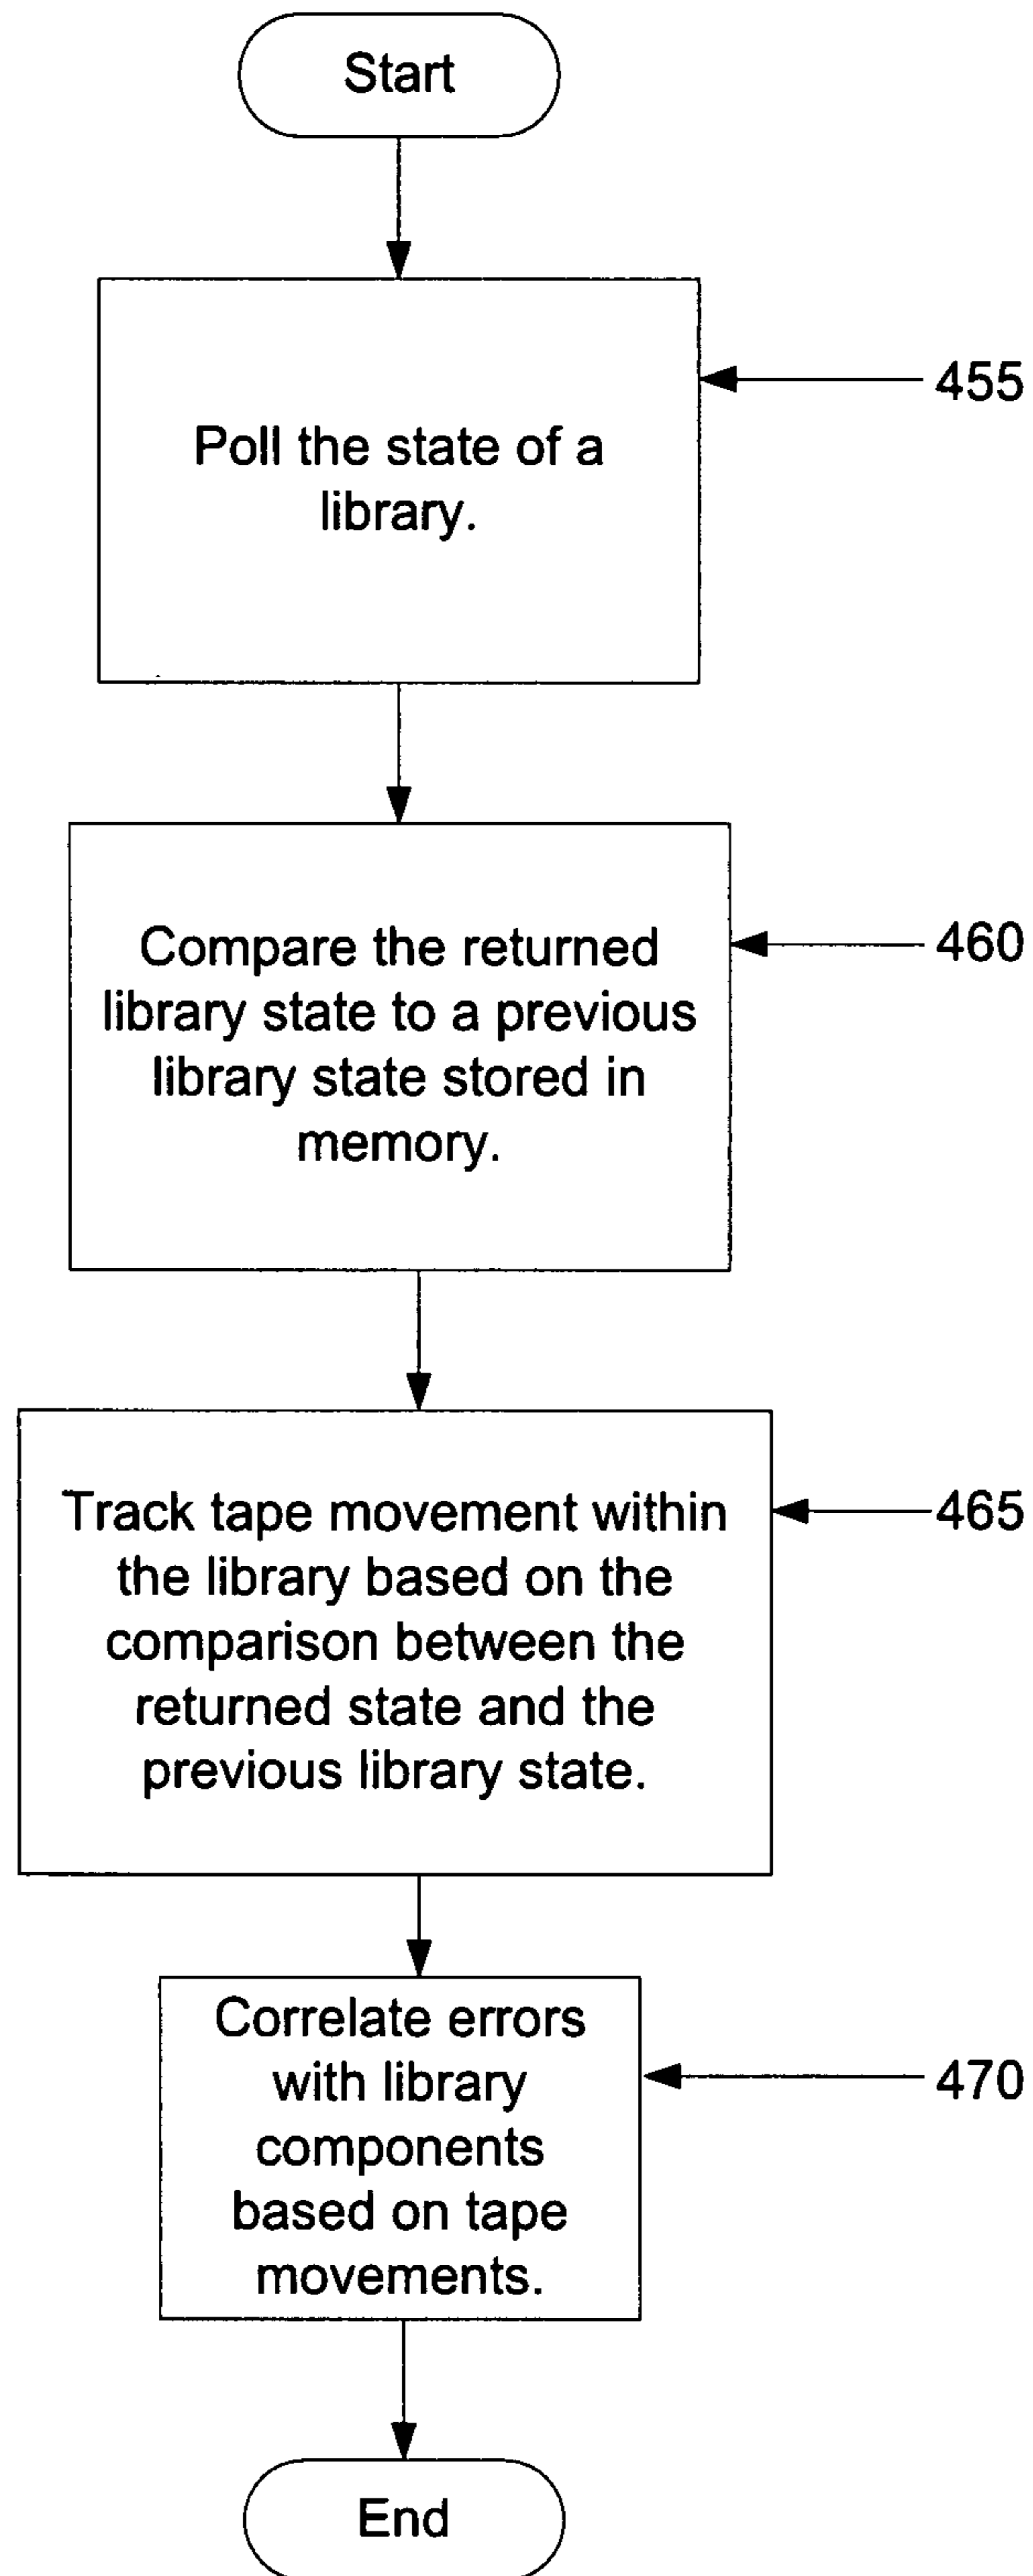 Start
455
Poll the state of a
library.
460
Compare the returned
library state to a previous
library state stored in
memory.
465
Track tape movement within
the library based on the
comparison between the
returned state and the
previous library state.
Correlate errors
with library
470
components
based on tape
movements.
End